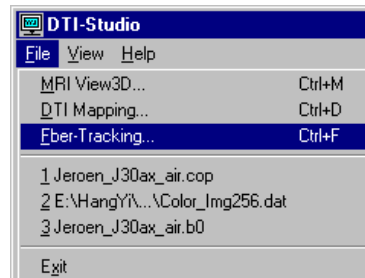 DTI-Studio
File View Help
MRI View3D... Ctrl+M
DTI Mapping... Ctrl+D
Fber-Tracking... Ctrl+F
1 Jeroen_J30ax_air.cop
2 E:\HangYi\...\Color_Img256.dat
3 Jeroen_J30ax_air.b0
Exit